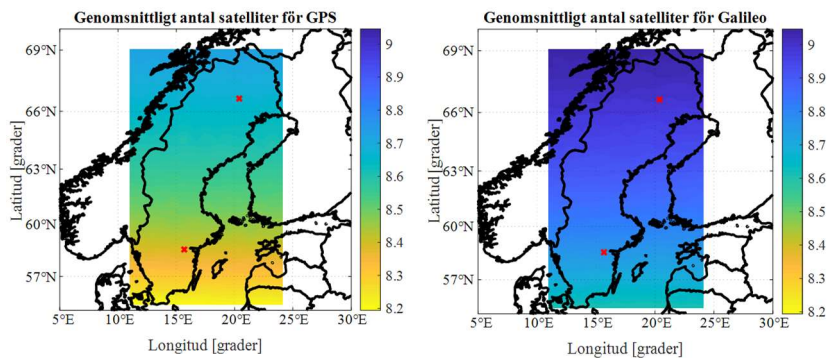 Genomsnittligt antal satelliter för GPS
69°N
66°N
63°N
60°N
57°N
5°E
10°E
15°E
20°E
25°E
30°E
Latitud [grader]
Longitud [grader]
9
8.9
8.8
8.7
8.6
8.5
8.4
8.3
8.2
Genomsnittligt antal satelliter för Galileo
69°N
66°N
63°N
60°N
57°N
5°E
10°E
15°E
20°E
25°E
30°E
Latitud [grader]
Longitud [grader]
9
8.9
8.8
8.7
8.6
8.5
8.4
8.3
8.2